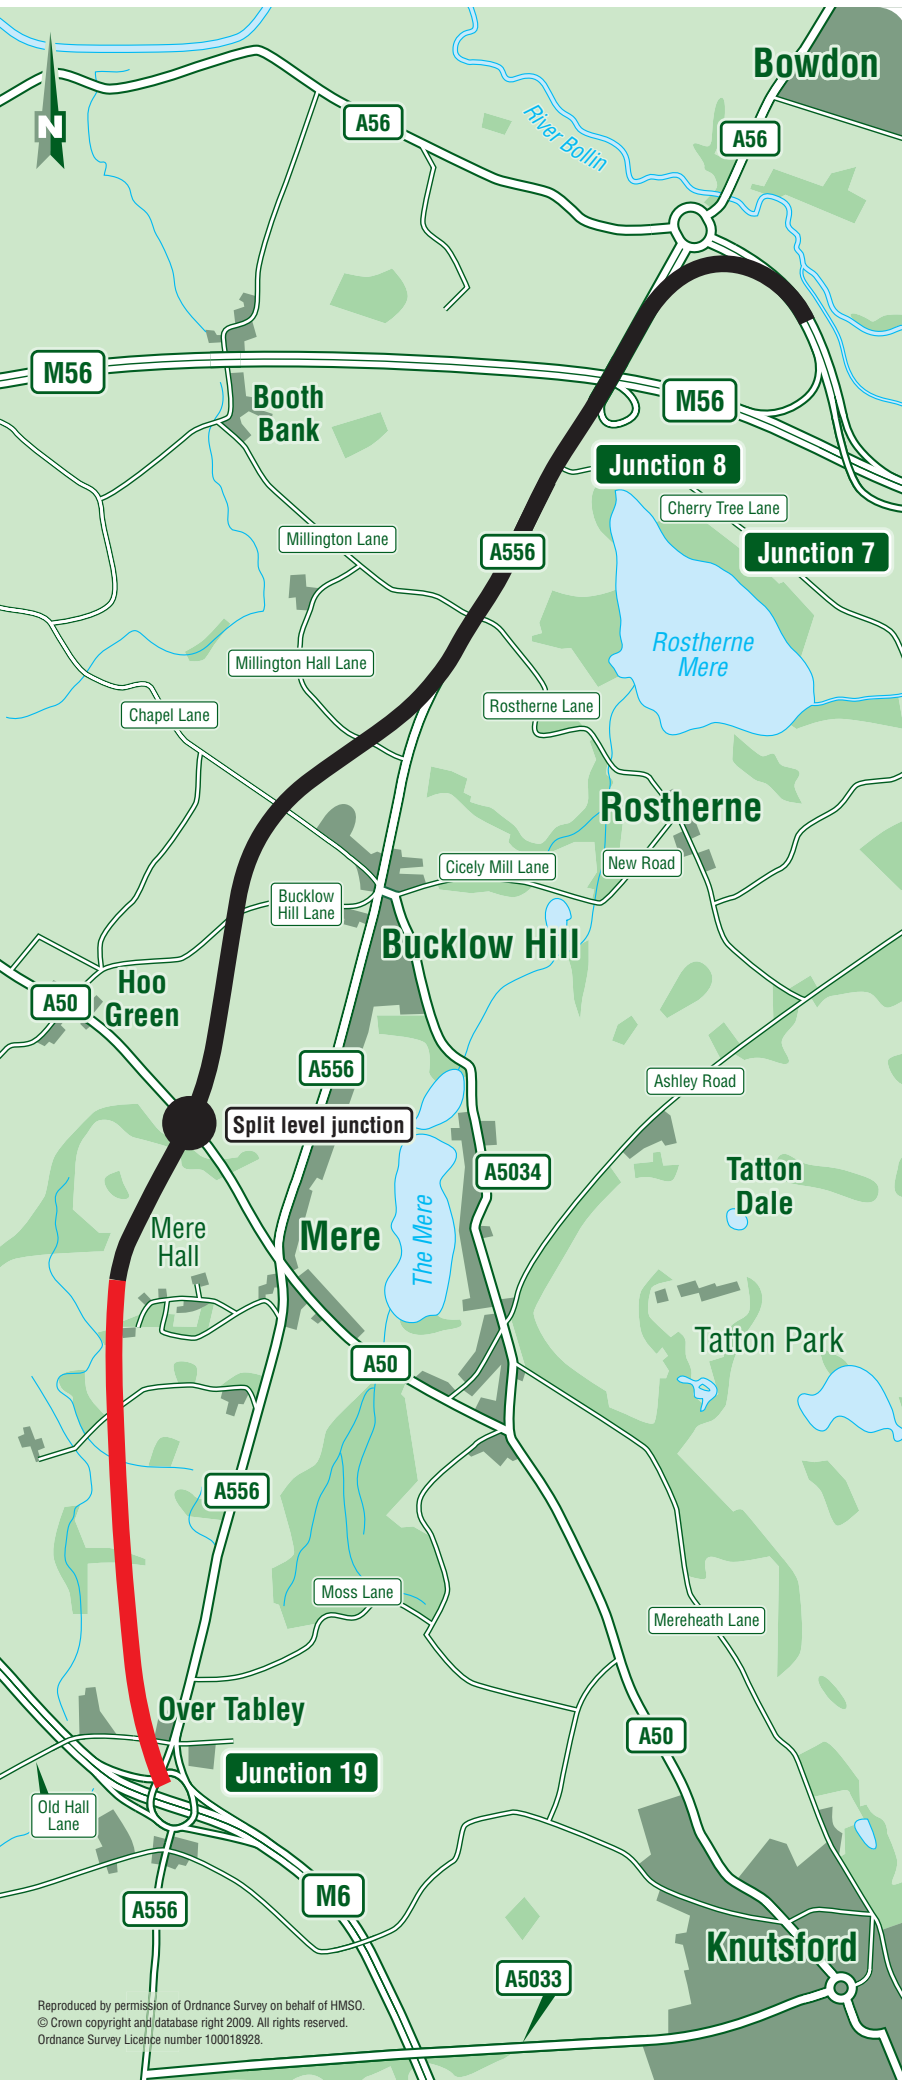 Bowdon
N
A56
River Bollin
A56
M56
Booth
Bank
M56
Junction 8
Cherry Tree Lane
Millington Lane
A556
Junction 7
Rostherne
Mere
Millington Hall Lane
Chapel Lane
Rostherne Lane
Rostherne
Cicely Mill Lane
New Road
Bucklow
Hill Lane
Bucklow Hill
Hoo
Green
A50
A556
Ashley Road
Split level junction
A5034
Tatton
Dale
Mere
Hall
Mere
The Mere
Tatton Park
A50
A556
Moss Lane
Mereheath Lane
Over Tabley
A50
Junction 19
Old Hall
Lane
M6
A556
Knutsford
A5033
Reproduced by permission of Ordnance Survey on behalf of HMSO.
© Crown copyright and database right 2009. All rights reserved.
Ordnance Survey Licence number 100018928.